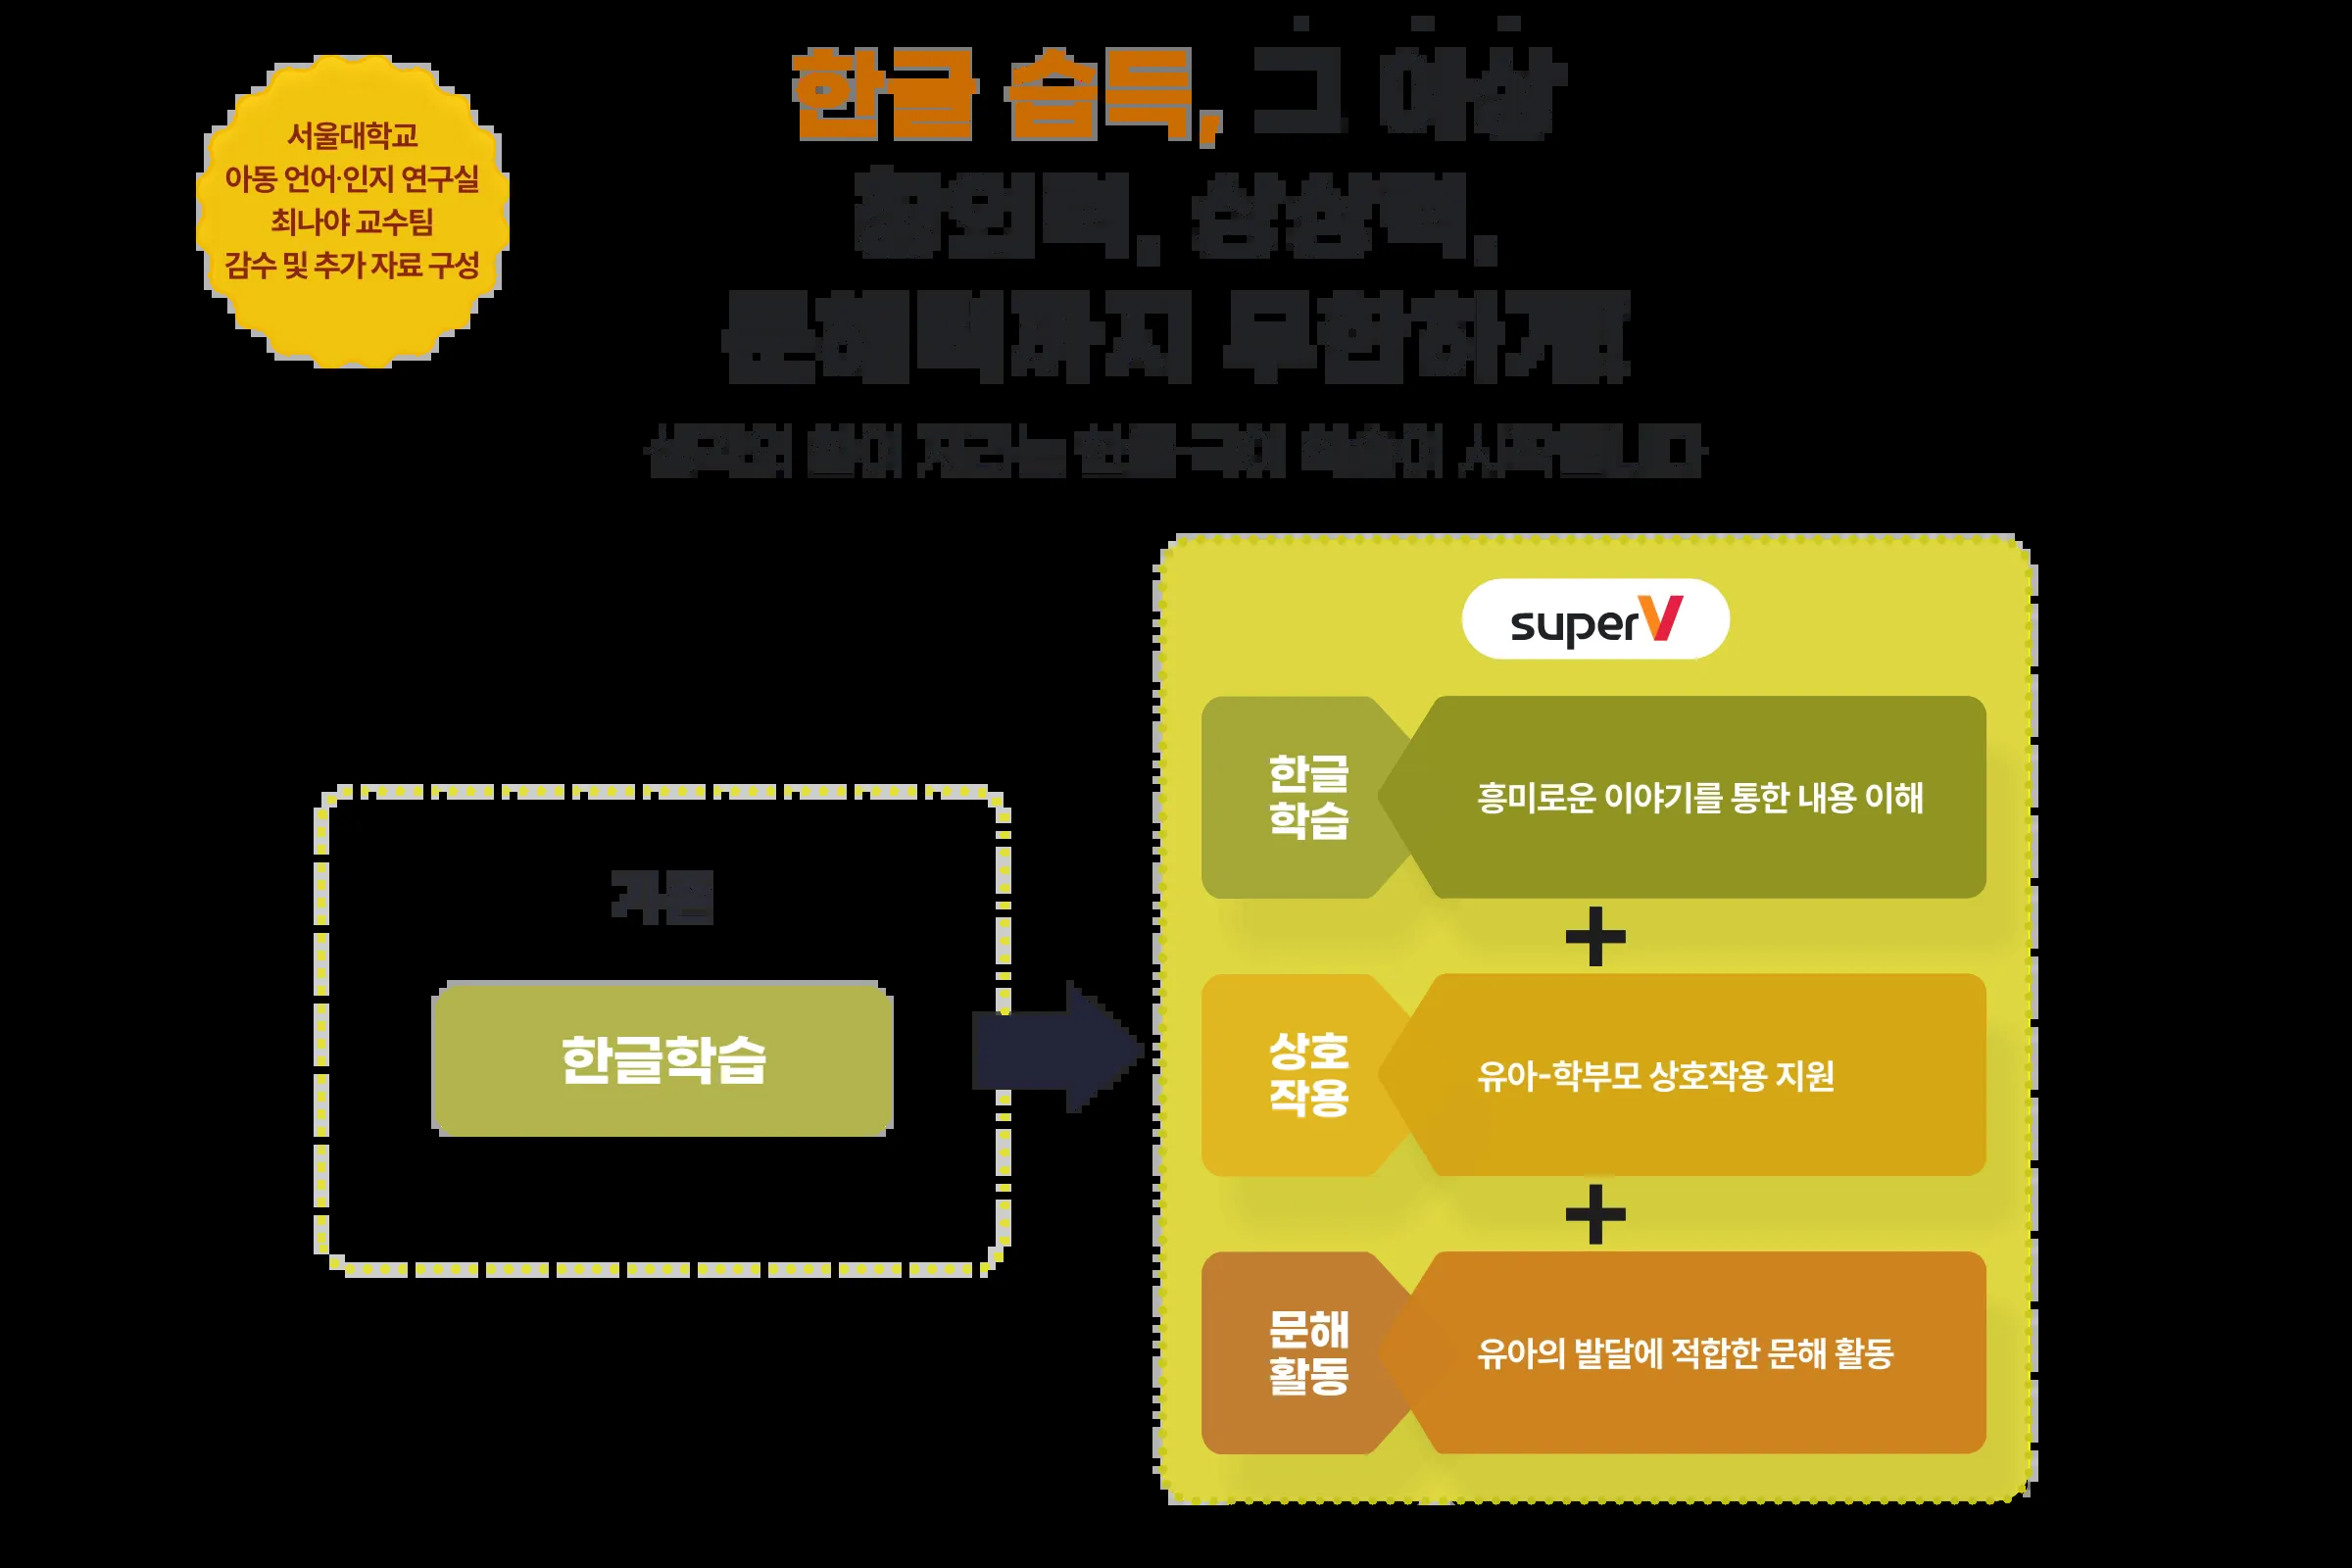 서울대학교
아동 언어·인지 연구실
최나야 교수팀
감수 및 추가 자료 구성
한글 습득, 그 이상
창의력, 상상력,
문해력까지 무한하게!
힘이 자라는 한글·국어 학습이 시작됩니다
기존
한글학습
superV
한글
학습
흥미로운 이야기를 통한 내용 이해
+
상호
작용
유아-학부모 상호작용 지원
+
문해
활동
유아의 발달에 적합한 문해 활동